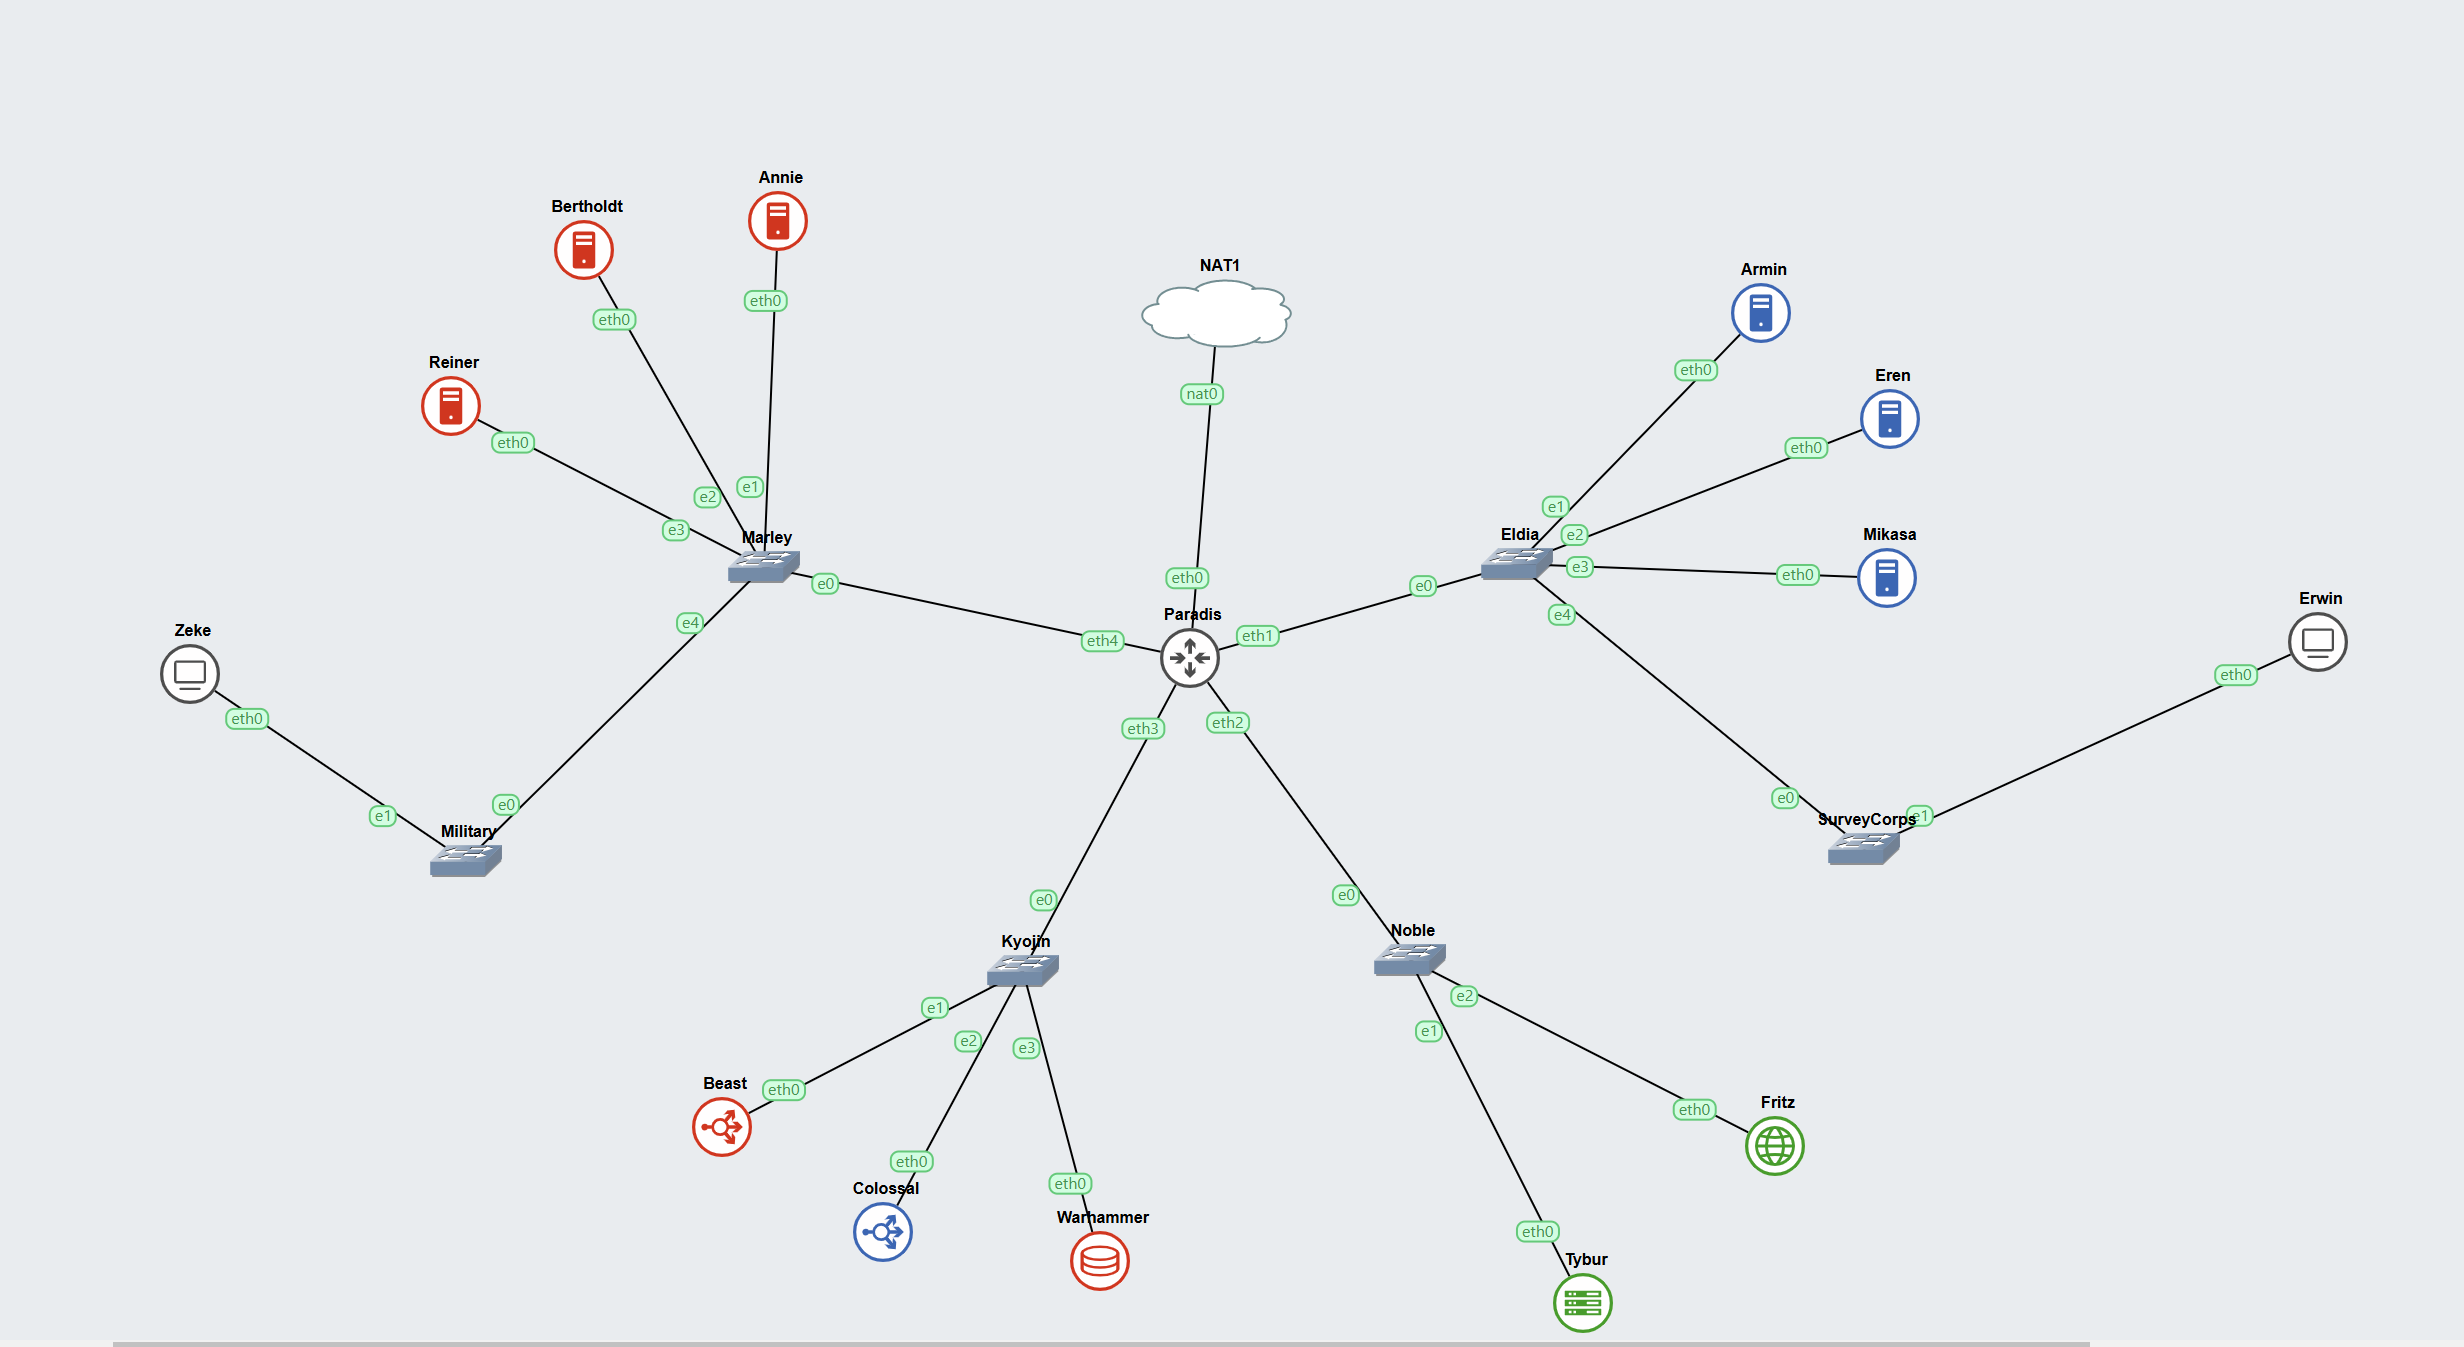 Annie
Bertholdt
NAT1
Armin
eth0
eth0
Reiner
eth0
Eren
nat0
eth0
eth0
e2
e1
e3
Marley
e0
eth0
Paradis
eth4
eth1
e0
Eldia
e1
e2
e3
eth0
Mikasa
e4
Erwin
eth0
Zeke
eth0
e4
e1
e0
Military
eth3
eth2
e0
SurveyCorps
e1
e0
Kyojin
e0
Noble
e1
e2
e3
e1
e2
Beast
eth0
eth0
Colossal
eth0
Warhammer
eth0
Fritz
eth0
Tybur